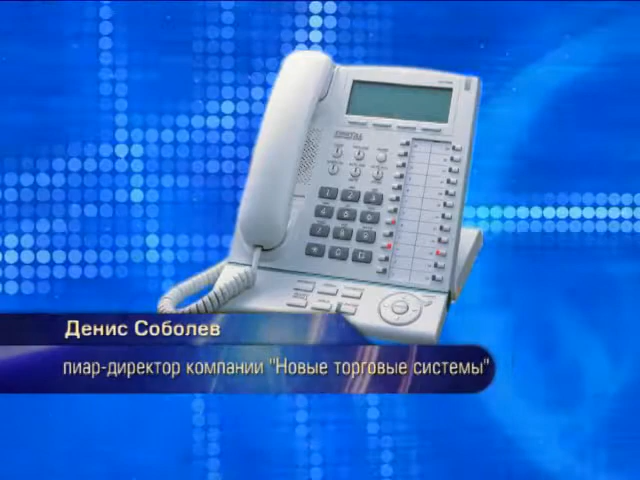 Денис Соболев
пиар-директор компании "Новые торговые системы"